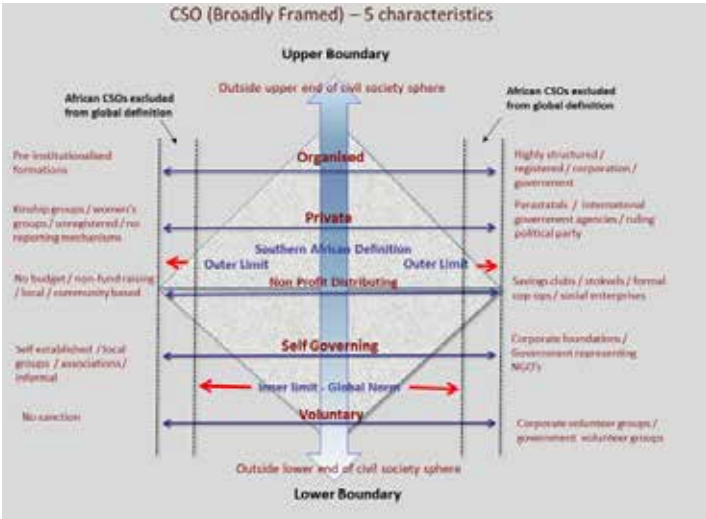 CSO (Broadly Framed) – 5 characteristics
Upper Boundary
Outside upper end of civil society sphere
African CSOs excluded
from global definition
African CSOs excluded
from global definition
Pre-institutionalised
formations
Organised
Highly structured /
registered / corporation /
government
Kinship groups / women's
groups / unregistered / no
reporting mechanisms
Private
Parastatals / international
government agencies / ruling
political party
Southern African Definition
Outer Limit
Outer Limit
No budget / non-fund raising
/ local / community based
Non Profit Distributing
Savings clubs / stokvels / formal
cop ops / social enterprises
Self established / local
groups / associations /
informal
Self Governing
Corporate foundations /
Government representing
NGO's
Inner limit - Global Norm
No sanction
Voluntary
Corporate volunteer groups /
government volunteer groups
Outside lower end of civil society sphere
Lower Boundary